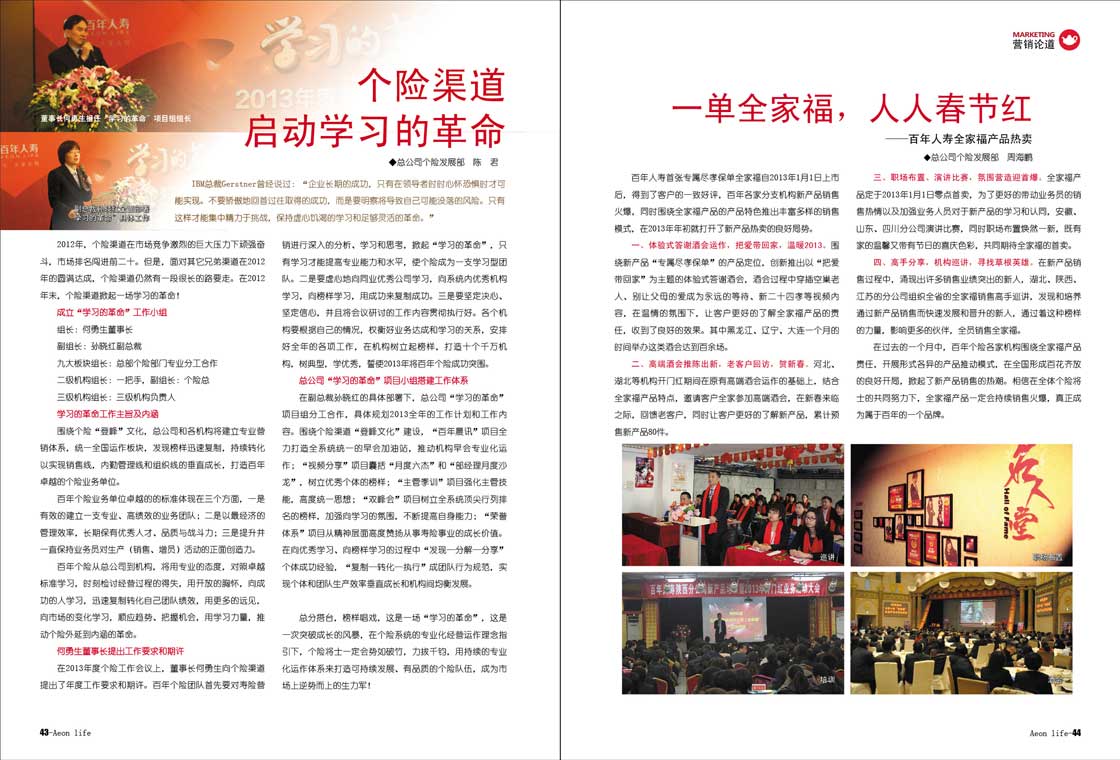 百年人寿
AEON LIFE
学习的革
2013年
董事长何勇生担任“学习的革命”项目组组长
百年人寿
AEON LIFE
学习的
个险渠道
启动学习的革命
◆总公司个险发展部 陈 君
IBM总裁Gerstner曾经说过：“企业长期的成功，只有在领导者时时心怀恐惧时才可
能实现。不要骄傲地回首过往取得的成功，而是要明察将导致自己可能没落的风险。只有
这样才能集中精力于挑战，保持虚心饥渴的学习和足够灵活的革命。”
2012年，个险渠道在市场竞争激烈的巨大压力下顽强奋
斗，市场排名闯进前二十。但是，面对其它兄弟渠道在2012
年的圆满达成，个险渠道仍然有一段很长的路要走。在2012
年末，个险渠道掀起一场学习的革命！
成立“学习的革命”工作小组
组长：何勇生董事长
副组长：孙晓红副总裁
九大板块组长：总部个险部门专业分工合作
二级机构组长：一把手，副组长：个险总
三级机构组长：三级机构负责人
学习的革命工作主旨及内涵
围绕个险“登峰”文化，总公司和各机构将建立专业营
销体系，统一全国运作板块，发现榜样迅速复制，持续转化
以实现销售线，内勤管理线和组织线的垂直成长，打造百年
卓越的个险业务单位。
百年个险业务单位卓越的的标准体现在三个方面，一是
有效的建立一支专业、高绩效的业务团队；二是以最经济的
管理效率，长期保有优秀人才，品质与战斗力；三是提升并
一直保持业务员对生产（销售、增员）活动的正面创造力。
百年个险从总公司到机构，将用专业的态度，对照卓越
标准学习，时刻检讨经营过程的得失，用开放的胸怀，向成
功的人学习，迅速复制转化自己团队绩效，用更多的远见，
向市场的变化学习，顺应趋势，把握机会，用学习力量，推
动个险外延到内涵的革命。
何勇生董事长提出工作要求和期许
在2013年度个险工作会议上，董事长何勇生向个险渠道
提出了年度工作要求和期许。百年个险团队首先要对寿险营
销进行深入的分析、学习和思考，掀起“学习的革命”，只
有学习才能提高专业能力和水平，使个险成为一支学习型团
队。二是要虚心地向同业优秀公司学习，向系统内优秀机构
学习，向榜样学习，用成功来复制成功。三是要坚定决心、
坚定信心，并且将会议研讨的工作内容贯彻执行好。各个机
构要根据自己的情况，权衡好业务达成和学习的关系，安排
好全年的各项工作，在机构树立起榜样，打造十个千万机
构，树典型，学优秀，誓使2013年将百年个险成功突围。
总公司“学习的革命”项目小组搭建工作体系
在副总裁孙晓红的具体部署下，总公司“学习的革命”
项目组分工合作，具体规划2013全年的工作计划和工作内
容。围绕个险渠道“登峰文化”建设，“百年晨讯”项目全
力打造全系统统一的早会加油站，推动机构早会专业化运
作；“视频分享”项目囊括“月度六杰”和“部经理月度沙
龙”，树立优秀个体的榜样；“主管季训”项目强化主管技
能，高度统一思想；“双峰会”项目树立全系统顶尖行列排
名的榜样，加强向学习的氛围，不断提高自身能力；“荣誉
体系”项目从精神层面高度赞扬从事寿险事业的成长价值。
在向优秀学习、向榜样学习的过程中“发现—分解—分享”
个体成功经验，“复制—转化—执行”成团队行为规范，实
现个体和团队生产效率垂直成长和机构间均衡发展。
总分搭台，榜样唱戏，这是一场“学习的革命”，这是
一次突破成长的风暴，在个险系统的专业化经营运作理念指
引下，个险将士一定会势如破竹，力拔千钧，用持续的专业
化运作体系来打造可持续发展、有品质的个险队伍，成为市
场上逆势而上的生力军！
43-Aeon life
MARKETING
营销论道
一单全家福，人人春节红
——百年人寿全家福产品热卖
◆总公司个险发展部 周海鹏
百年人寿首张专属尽孝保单全家福自2013年1月1日上市
后，得到了客户的一致好评，百年各家分支机构新产品销售
火爆，同时围绕全家福产品的产品特色推出丰富多样的销售
模式，在2013年年初就打开了新产品热卖的良好局势。
一、体验式答谢酒会运作，把爱带回家，温暖2013。围
绕新产品“专属尽孝保单”的产品定位，创新推出以“把爱
带回家”为主题的体验式答谢酒会，酒会过程中穿插空巢老
人、别让父母的爱成为永远的等待、新二十四孝等视频内
容，在温情的氛围下，让客户更好的了解全家福产品的责
任，收到了良好的效果。其中黑龙江、辽宁、大连一个月的
时间举办这类酒会达到百余场。
二、高端酒会推陈出新，老客户回访，贺新春。河北，
湖北等机构开门红期间在原有高端酒会运作的基础上，结合
全家福产品特点，邀请客户全家参加高端酒会，在新春来临
之际，回馈老客户，同时让客户更好的了解新产品，累计预
售新产品80件。
三、职场布置、演讲比赛，氛围营造迎首爆。全家福产
品定于2013年1月1日零点首卖，为了更好的带动业务员的销
售热情以及加强业务人员对于新产品的学习和认同，安徽、
山东、四川分公司演讲比赛，同时职场布置焕然一新，既有
家的温馨又带有节日的喜庆色彩，共同期待全家福的首卖。
四、高手分享，机构巡讲，寻找草根英雄。在新产品销
售过程中，涌现出许多销售业绩突出的新人，湖北、陕西、
江苏的分公司组织全省的全家福销售高手巡讲，发现和培养
通过新产品销售而快速发展和晋升的新人，通过着这种榜样
的力量，影响更多的伙伴，全员销售全家福。
在过去的一个月中，百年个险各家机构围绕全家福产品
责任，开展形式各异的产品推动模式，在全国形成百花齐放
的良好开局，掀起了新产品销售的热潮。相信在全体个险将
士的共同努力下，全家福产品一定会持续销售火爆，真正成
为属于百年的一个品牌。
巡讲
名人堂
Hall of Fame
培训
Aeon life-44